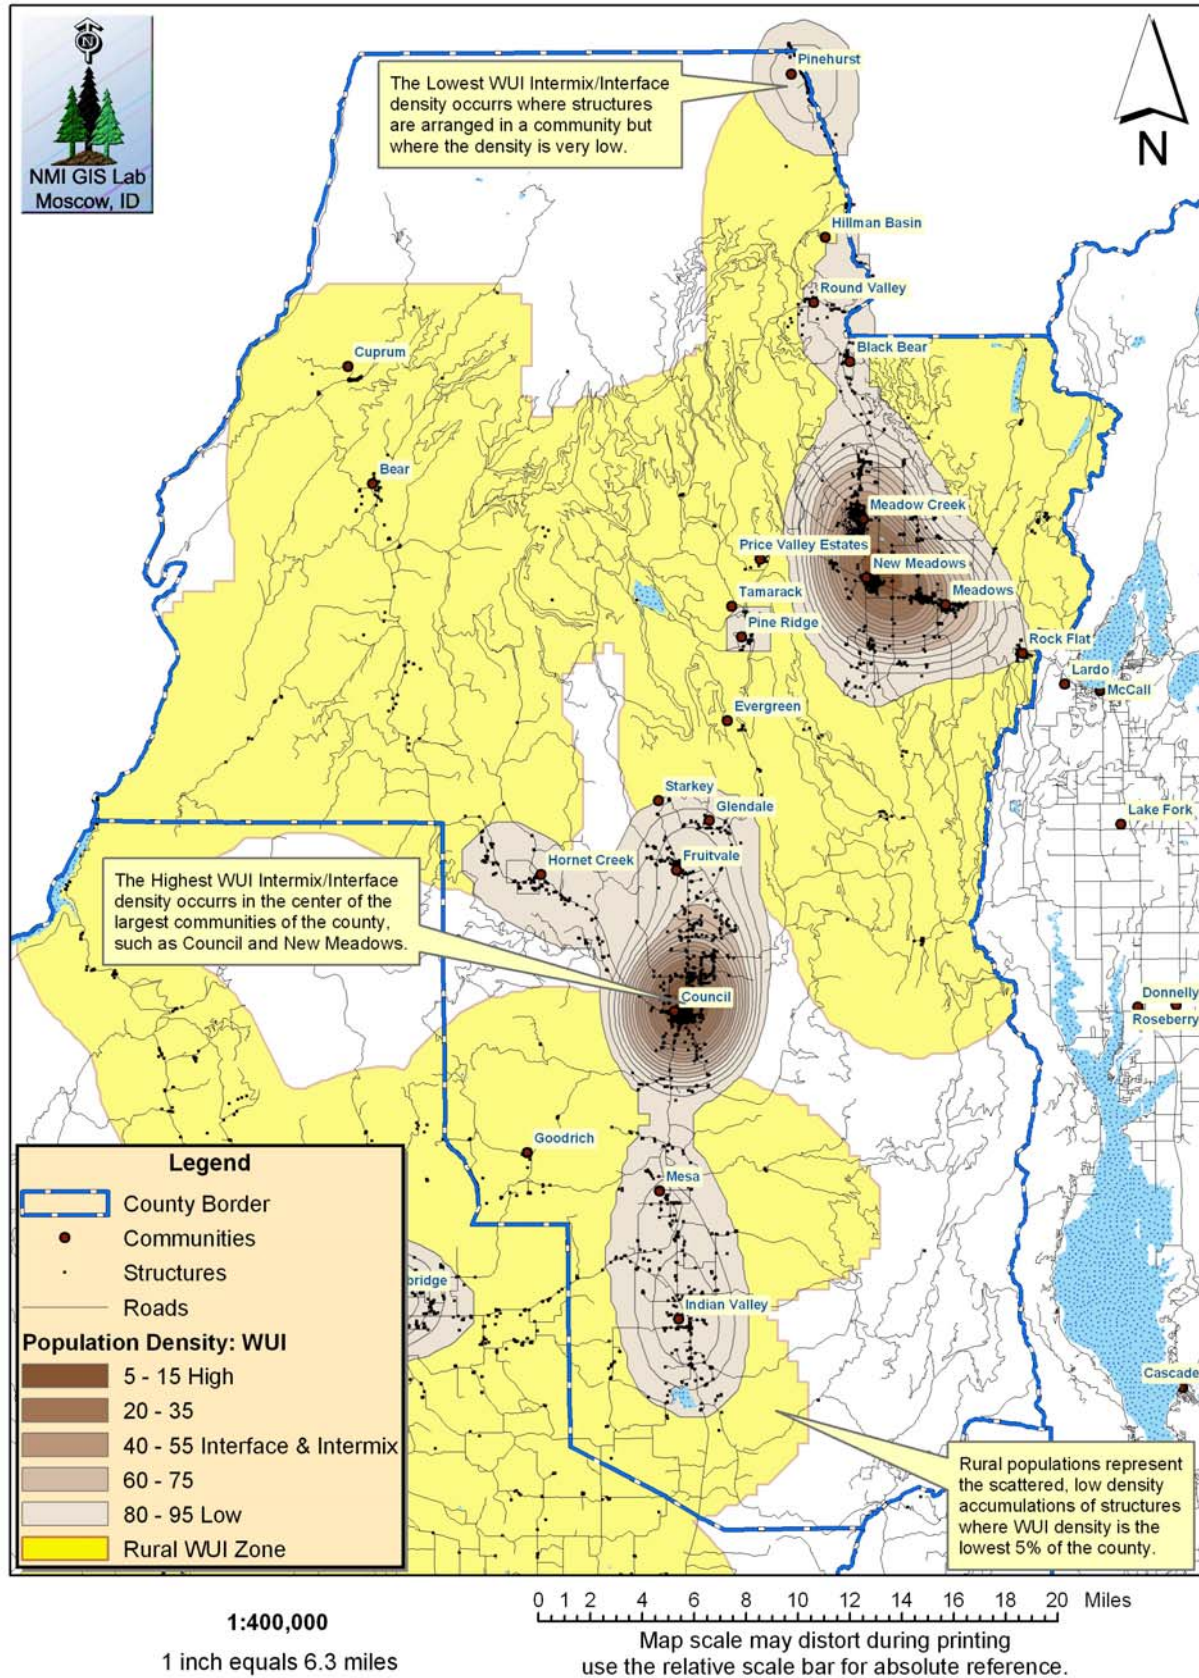 N
NMI GIS Lab
Moscow, ID
The Lowest WUI Intermix/Interface
density occurrs where structures
are arranged in a community but
where the density is very low.
Pinehurst
N
Hillman Basin
Round Valley
Black Bear
Cuprum
Bear
Meadow Creek
Price Valley Estates
New Meadows
Tamarack
Meadows
Pine Ridge
Rock Flat
Lardo
McCall
Evergreen
Starkey
Glendale
Lake Fork
Hornet Creek
Fruitvale
The Highest WUI Intermix/Interface
density occurrs in the center of the
largest communities of the county,
such as Council and New Meadows.
Council
Donnelly
Roseberry
Goodrich
Mesa
bridge
Indian Valley
Cascade
Rural populations represent
the scattered, low density
accumulations of structures
where WUI density is the
lowest 5% of the county.
Legend
County Border
Communities
Structures
Roads
Population Density: WUI
5 - 15 High
20 - 35
40 - 55 Interface & Intermix
60 - 75
80 - 95 Low
Rural WUI Zone
1:400,000
1 inch equals 6.3 miles
0 1 2 4 6 8 10 12 14 16 18 20 Miles
Map scale may distort during printing
use the relative scale bar for absolute reference.